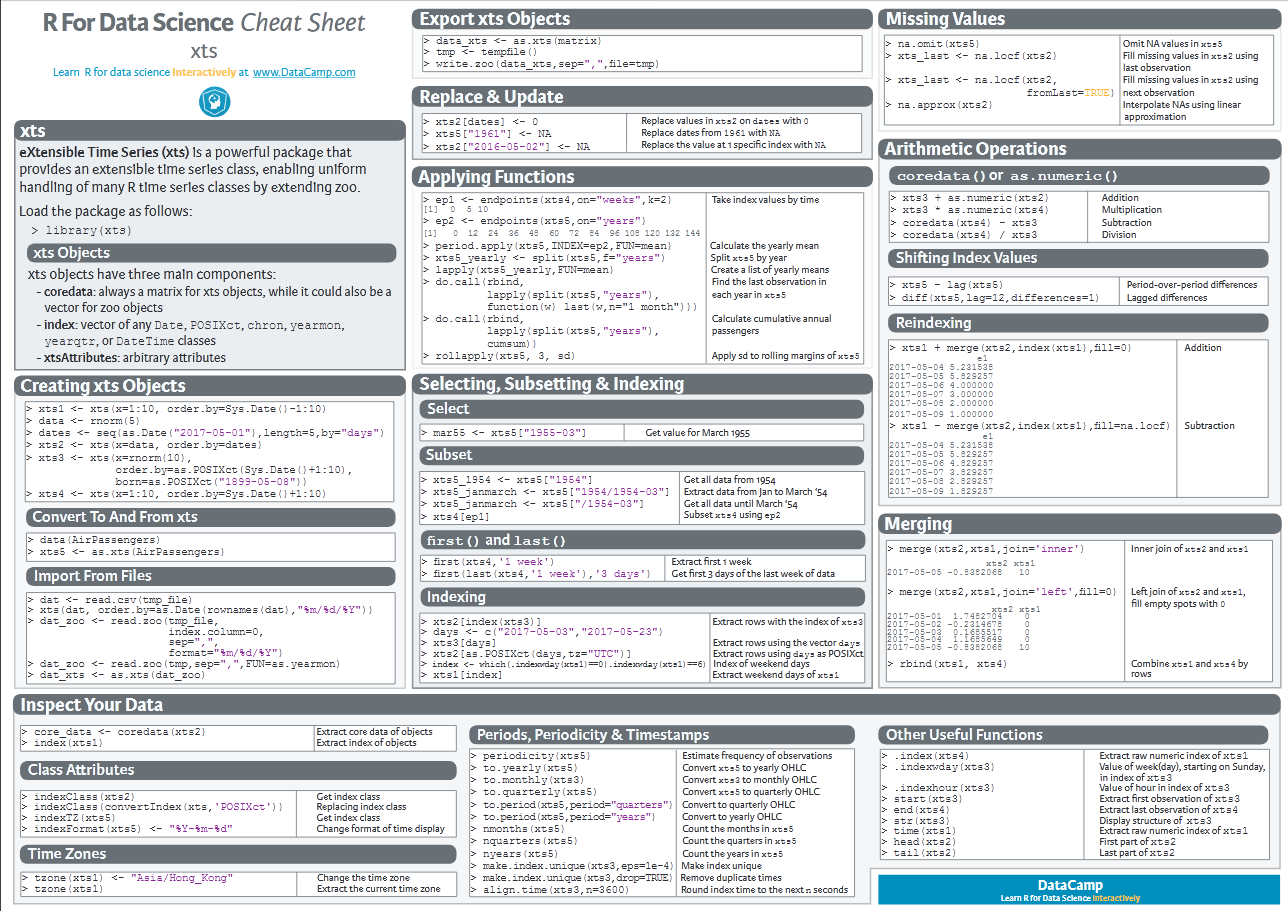 R For Data Science Cheat Sheet
xts
Learn R for data science Interactively at www.DataCamp.com
xts
eXtensible Time Series (xts) is a powerful package that
provides an extensible time series class, enabling uniform
handling of many R time series classes by extending zoo.
Load the package as follows:
> library(xts)
xts Objects
xts objects have three main components:
- coredata: always a matrix for xts objects, while it could also be a
vector for zoo objects
- index: vector of any Date, POSIXct, chron, yearmon,
yearqtr, or DateTime classes
- xtsAttributes: arbitrary attributes
Creating xts Objects
> xts1 <- xts(x=1:10, order.by=Sys.Date()-1:10)
> data <- rnorm(5)
> dates <- seq(as.Date("2017-05-01"),length=5,by="days")
> xts2 <- xts(x=data, order.by=dates)
> xts3 <- xts(x=rnorm(10),
order.by=as.POSIXct(Sys.Date()+1:10),
born=as.POSIXct("1899-05-08"))
> xts4 <- xts(x=1:10, order.by=Sys.Date()+1:10)
Convert To And From xts
> data(AirPassengers)
> xts5 <- as.xts(AirPassengers)
Import From Files
> dat <- read.csv(tmp_file)
> xts(dat, order.by=as.Date(rownames(dat),"%m/%d/%Y"))
> dat_zoo <- read.zoo(tmp_file,
index.column=0,
sep=",",
format="%m/%d/%Y")
> dat_zoo <- read.zoo(tmp,sep=",",FUN=as.yearmon)
> dat_xts <- as.xts(dat_zoo)
Export xts Objects
> data_xts <- as.xts(matrix)
> tmp <- tempfile()
> write.zoo(data_xts,sep=",",file=tmp)
Replace & Update
> xts2[dates] <- 0 Replace values in xts2 on dates with 0
> xts5["1961"] <- NA Replace dates from 1961 with NA
> xts2["2016-05-02"] <- NA Replace the value at 1 specific index with NA
Applying Functions
> ep1 <- endpoints(xts4,on="weeks",k=2) Take index values by time
[1] 0 5 10
> ep2 <- endpoints(xts5,on="years")
[1] 0 12 24 36 48 60 72 84 96 108 120 132 144
> period.apply(xts5,INDEX=ep2,FUN=mean) Calculate the yearly mean
> xts5_yearly <- split(xts5,f="years") Split xts5 by year
> lapply(xts5_yearly,FUN=mean) Create a list of yearly means
> do.call(rbind, Find the last observation in
lapply(split(xts5,"years"), each year in xts5
function(w) last(w,n="1 month")))
> do.call(rbind, Calculate cumulative annual
lapply(split(xts5,"years"), passengers
cumsum))
> rollapply(xts5, 3, sd) Apply sd to rolling margins of xts5
Selecting, Subsetting & Indexing
Select
> mar55 <- xts5["1955-03"] Get value for March 1955
Subset
> xts5_1954 <- xts5["1954"] Get all data from 1954
> xts5_janmarch <- xts5["1954/1954-03"] Extract data from Jan to March '54
> xts5_janmarch <- xts5["/1954-03"] Get all data until March '54
> xts4[ep1] Subset xts4 using ep2
first() and last()
> first(xts4,'1 week') Extract first 1 week
> first(last(xts4,'1 week'),'3 days') Get first 3 days of the last week of data
Indexing
> xts2[index(xts3)] Extract rows with the index of xts3
> days <- c("2017-05-03","2017-05-23")
> xts3[days] Extract rows using the vector days
> xts2[as.POSIXct(days,tz="UTC")] Extract rows using days as POSIXct
> index <- which(.indexwday(xts1)==0|.indexwday(xts1)==6) Index of weekend days
> xts1[index] Extract weekend days of xts1
Missing Values
> na.omit(xts5) Omit NA values in xts5
> xts_last <- na.locf(xts2) Fill missing values in xts2 using
last observation
> xts_last <- na.locf(xts2, Fill missing values in xts2 using
fromLast=TRUE) next observation
> na.approx(xts2) Interpolate NAs using linear
approximation
Arithmetic Operations
coredata() or as.numeric()
> xts3 + as.numeric(xts2) Addition
> xts3 * as.numeric(xts4) Multiplication
> coredata(xts4) - xts3 Subtraction
> coredata(xts4) / xts3 Division
Shifting Index Values
> xts5 - lag(xts5) Period-over-period differences
> diff(xts5,lag=12,differences=1) Lagged differences
Reindexing
> xts1 + merge(xts2,index(xts1),fill=0) Addition
e1
2017-05-04 5.231538
2017-05-05 5.829257
2017-05-06 4.000000
2017-05-07 3.000000
2017-05-08 2.000000
2017-05-09 1.000000
> xts1 - merge(xts2,index(xts1),fill=na.locf) Subtraction
e1
2017-05-04 5.231538
2017-05-05 5.829257
2017-05-06 4.829257
2017-05-07 3.829257
2017-05-08 2.829257
2017-05-09 1.829257
Merging
> merge(xts2,xts1,join='inner') Inner join of xts2 and xts1
xts2 xts1
2017-05-05 -0.8382068 10
> merge(xts2,xts1,join='left',fill=0) Left join of xts2 and xts1,
fill empty spots with 0
xts2 xts1
2017-05-01 1.7482704 0
2017-05-02 -0.2314678 0
2017-05-03 0.1685517 0
2017-05-04 1.1685649 0
2017-05-05 -0.8382068 10
> rbind(xts1, xts4) Combine xts1 and xts4 by
rows
Inspect Your Data
> core_data <- coredata(xts2) Extract core data of objects
> index(xts1) Extract index of objects
Class Attributes
> indexClass(xts2) Get index class
> indexClass(convertIndex(xts,'POSIXct')) Replacing index class
> indexTZ(xts5) Get index class
> indexFormat(xts5) <- "%Y-%m-%d" Change format of time display
Time Zones
> tzone(xts1) <- "Asia/Hong_Kong" Change the time zone
> tzone(xts1) Extract the current time zone
Periods, Periodicity & Timestamps
> periodicity(xts5) Estimate frequency of observations
> to.yearly(xts5) Convert xts5 to yearly OHLC
> to.monthly(xts3) Convert xts3 to monthly OHLC
> to.quarterly(xts5) Convert xts5 to quarterly OHLC
> to.period(xts5,period="quarters") Convert to quarterly OHLC
> to.period(xts5,period="years") Convert to yearly OHLC
> nmonths(xts5) Count the months in xts5
> nquarters(xts5) Count the quarters in xts5
> nyears(xts5) Count the years in xts5
> make.index.unique(xts3,eps=1e-4) Make index unique
> make.index.unique(xts3,drop=TRUE) Remove duplicate times
> align.time(xts3,n=3600) Round index time to the next n seconds
Other Useful Functions
> .index(xts4) Extract raw numeric index of xts1
> .indexwday(xts3) Value of week(day), starting on Sunday,
in index of xts3
> .indexhour(xts3) Value of hour in index of xts3
> start(xts3) Extract first observation of xts3
> end(xts4) Extract last observation of xts4
> str(xts3) Display structure of xts3
> time(xts1) Extract raw numeric index of xts1
> head(xts2) First part of xts2
> tail(xts2) Last part of xts2
DataCamp
Learn R for Data Science Interactively